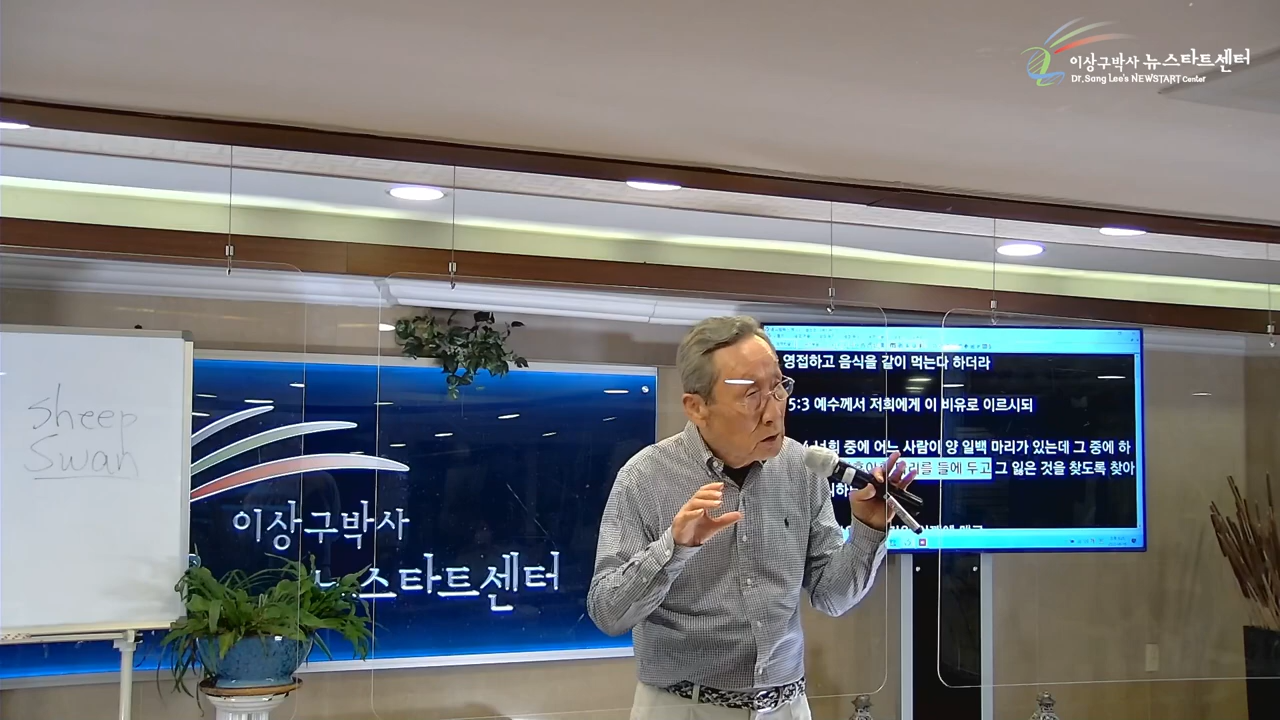 이상구박사 뉴스타트센터
Dr. Sang Lee's NEWSTART Center
sheep
Swan
이상구박사
뉴스타트센터
영접하고 음식을 같이 먹는다 하더라
5:3 예수께서 저희에게 이 비유로 이르시되
너희 중에 어느 사람이 양 일백 마리가 있는데 그 중에 하
를 들에 두고 그 잃은 것을 찾도록 찾아